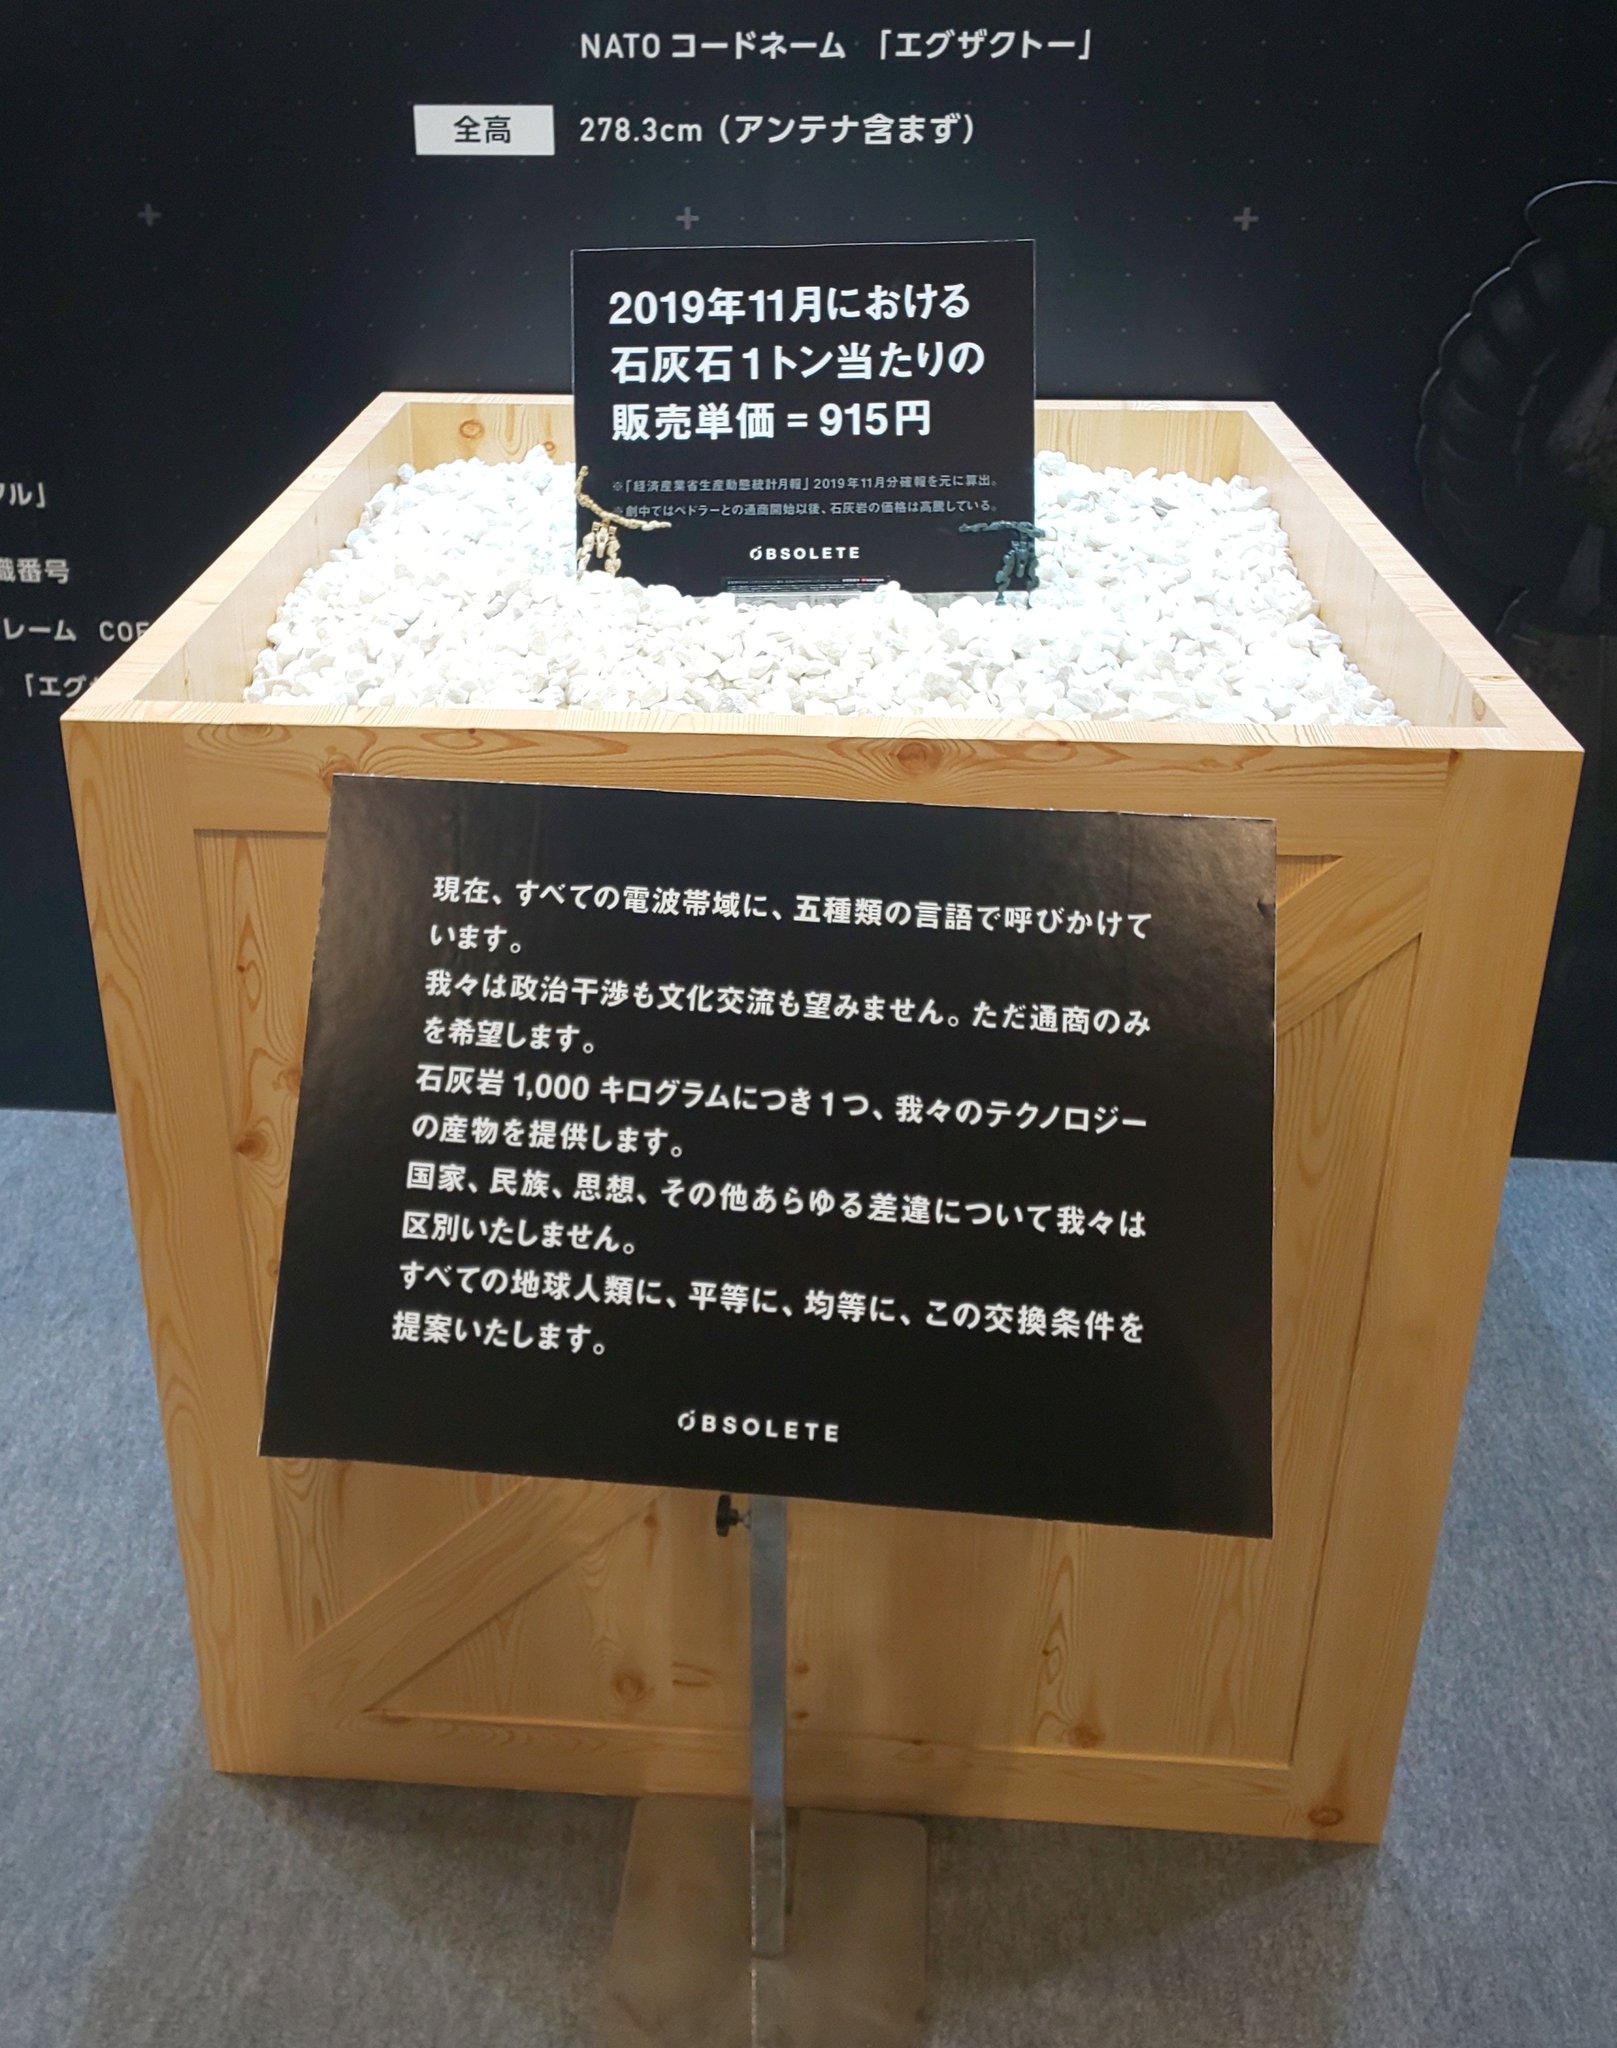 NATO コードネーム 「エグザクトー」
全高 278.3cm（アンテナ含まず）
2019年11月における
石灰石1トン当たりの
販売単価 = 915円
※「経済産業省生産動態統計月報」2019年11月分確報を元に算出。
※劇中ではペドラーとの通商開始以後、石灰岩の価格は高騰している。
OBSOLETE
ル」
番号
レーム COF
「エグ
現在、すべての電波帯域に、五種類の言語で呼びかけて
います。
我々は政治干渉も文化交流も望みません。ただ通商のみ
を希望します。
石灰岩 1,000 キログラムにつき1つ、我々のテクノロジー
の産物を提供します。
国家、民族、思想、その他あらゆる差違について我々は
区別いたしません。
すべての地球人類に、平等に、均等に、この交換条件を
提案いたします。
OBSOLETE